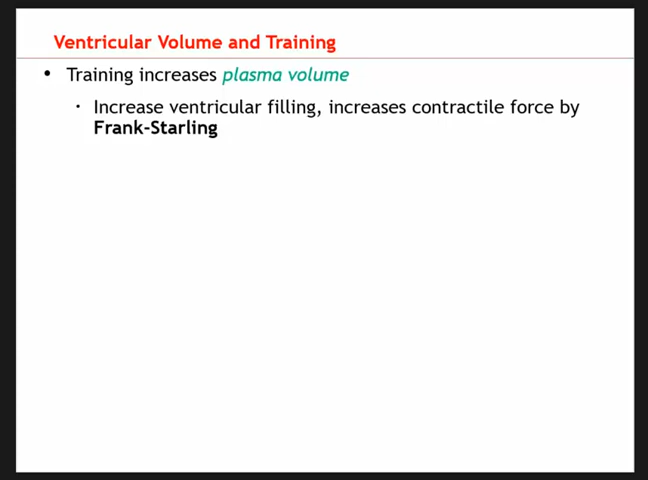 Ventricular Volume and Training
• Training increases plasma volume
• Increase ventricular filling, increases contractile force by
Frank-Starling